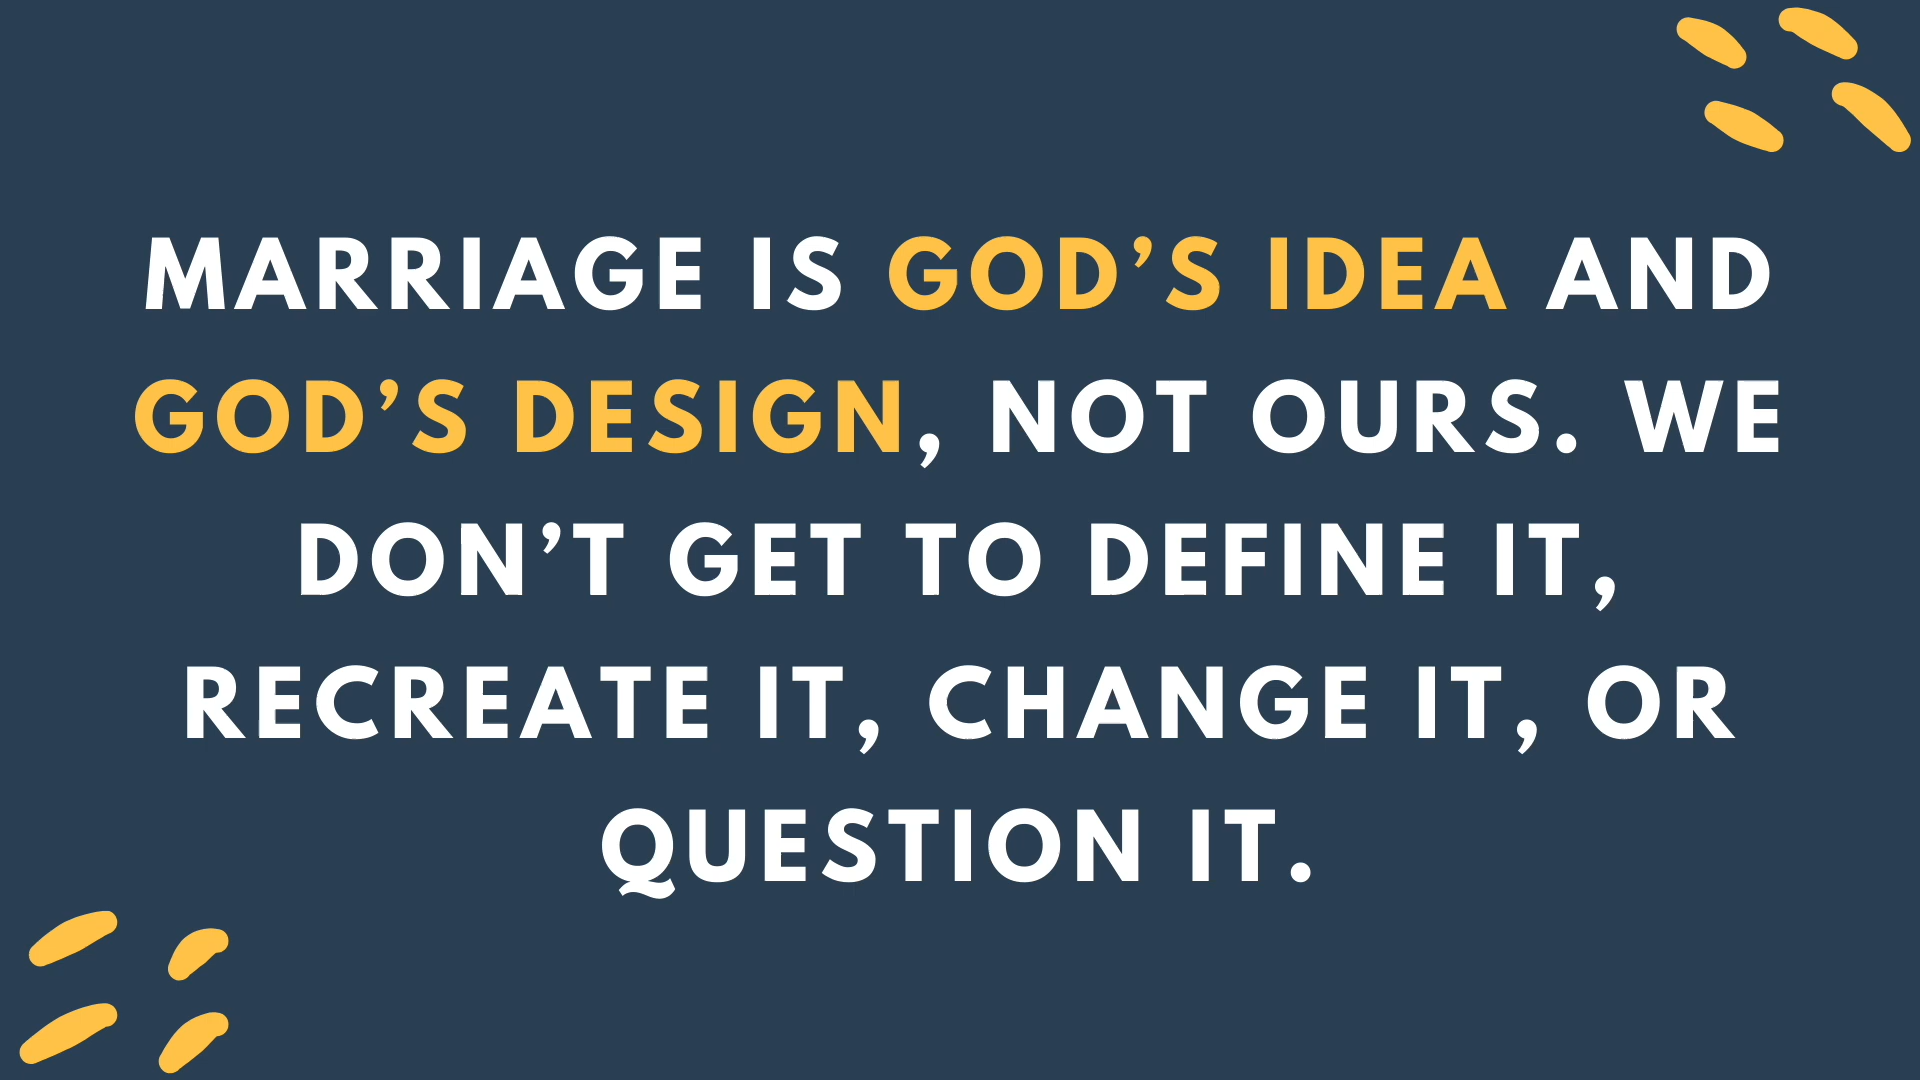 MARRIAGE IS GOD’S IDEA AND
GOD’S DESIGN, NOT OURS. WE
DON’T GET TO DEFINE IT,
RECREATE IT, CHANGE IT, OR
QUESTION IT.